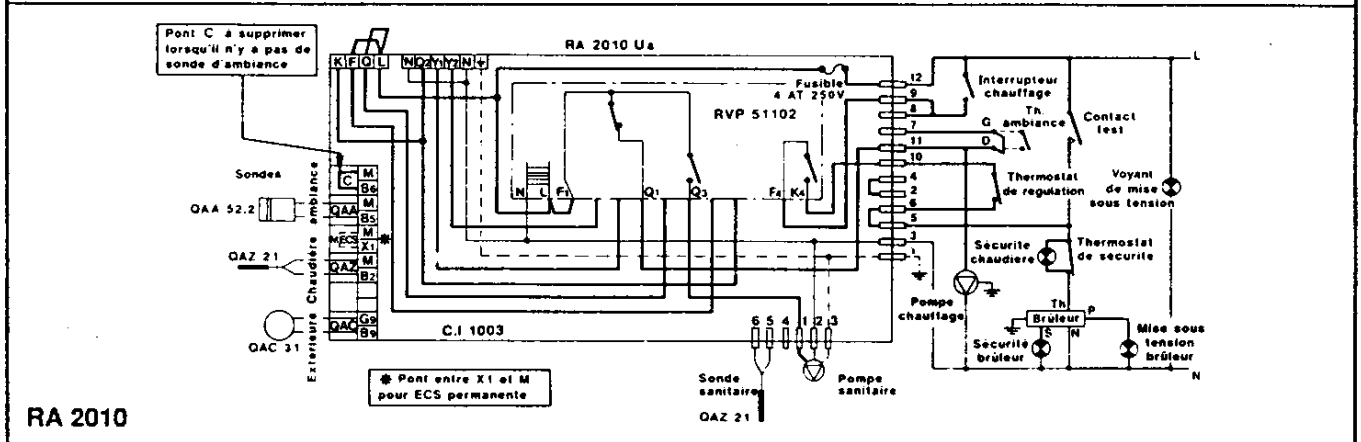 Pont C à supprimer
lorsqu'il n'y a pas de
sonde d'ambiance
RA 2010 Ua
K F Q L
N Q2 Y1 Y2 N
Fusible
4 AT 250V
RVP 51102
12
9
8
7
11
10
4
2
6
5
3
L
Interrupteur
chauffage
Th.
ambiance
G
D
Contact
test
Thermostat
de regulation
Voyant
de mise
sous tension
Sondes
C
M
B6
QAA 52.2
QAA
M
B5
ECS
M
X1
QAZ 21
QAZ
M
B2
QAC 31
QAC
G9
B9
Exterieure Chaudière ambiance
N
L
F1
Q1
Q3
F4
K4
Sécurité
chaudiere
Thermostat
de sécurité
Pompe
chauffage
Th
Brûleur
P
S
N
Sécurité
brûleur
Mise sous
tension
brûleur
N
C.I 1003
6 5 4 1 2 3
Pont entre X1 et M
pour ECS permanente
Sonde
sanitaire
QAZ 21
Pompe
sanitaire
RA 2010